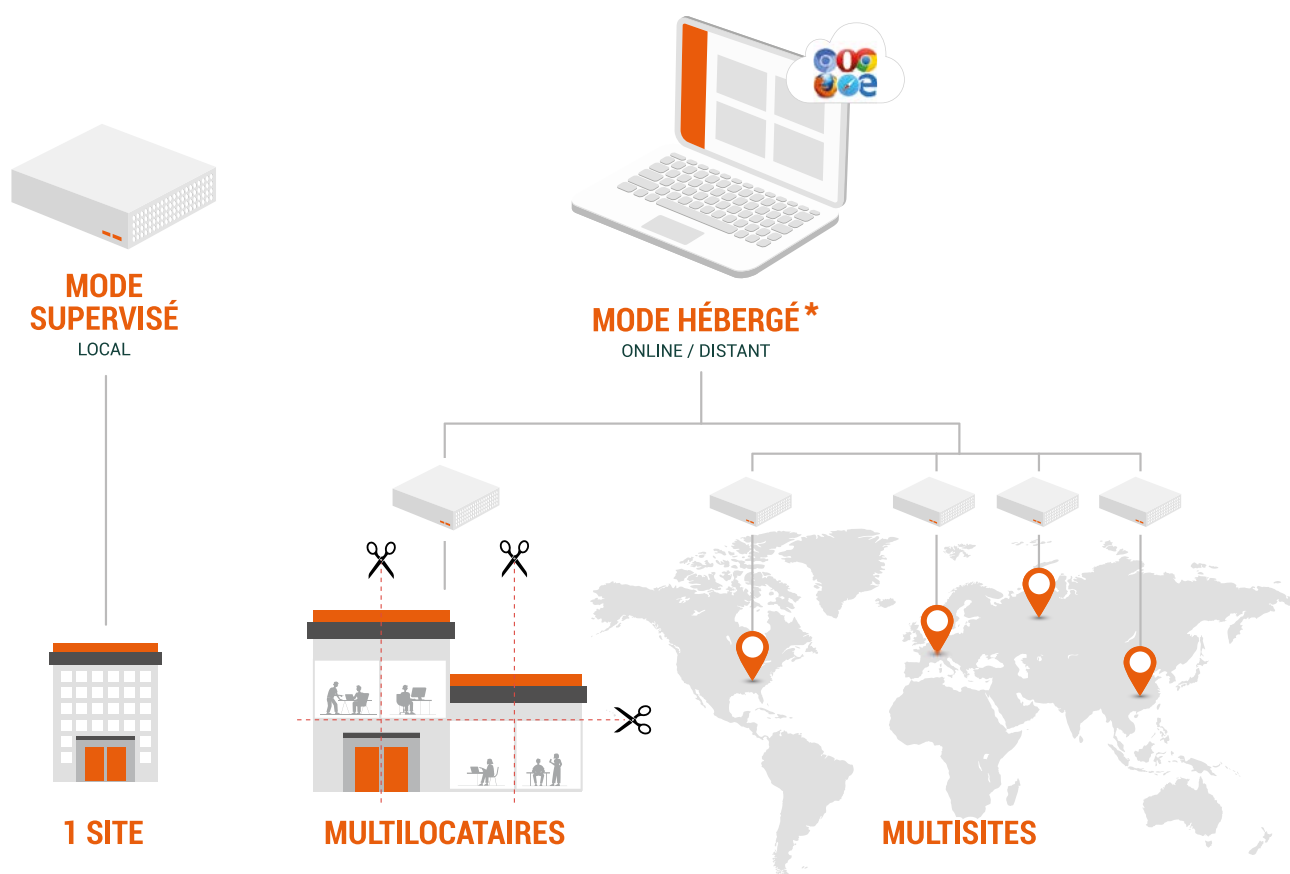 MODE
SUPERVISÉ
LOCAL
MODE HÉBERGÉ*
ONLINE / DISTANT
1 SITE
MULTILOCATAIRES
MULTISITES